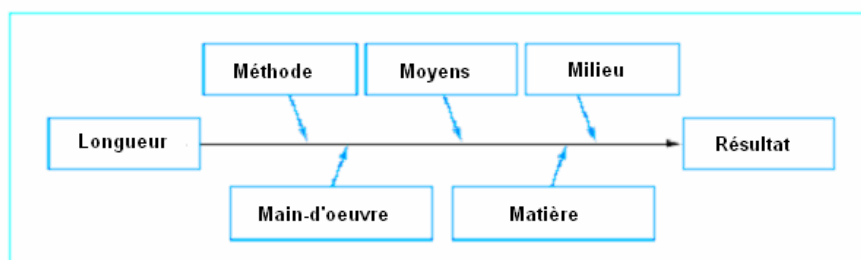 Méthode
Moyens
Milieu
Longueur
Résultat
Main-d'oeuvre
Matière